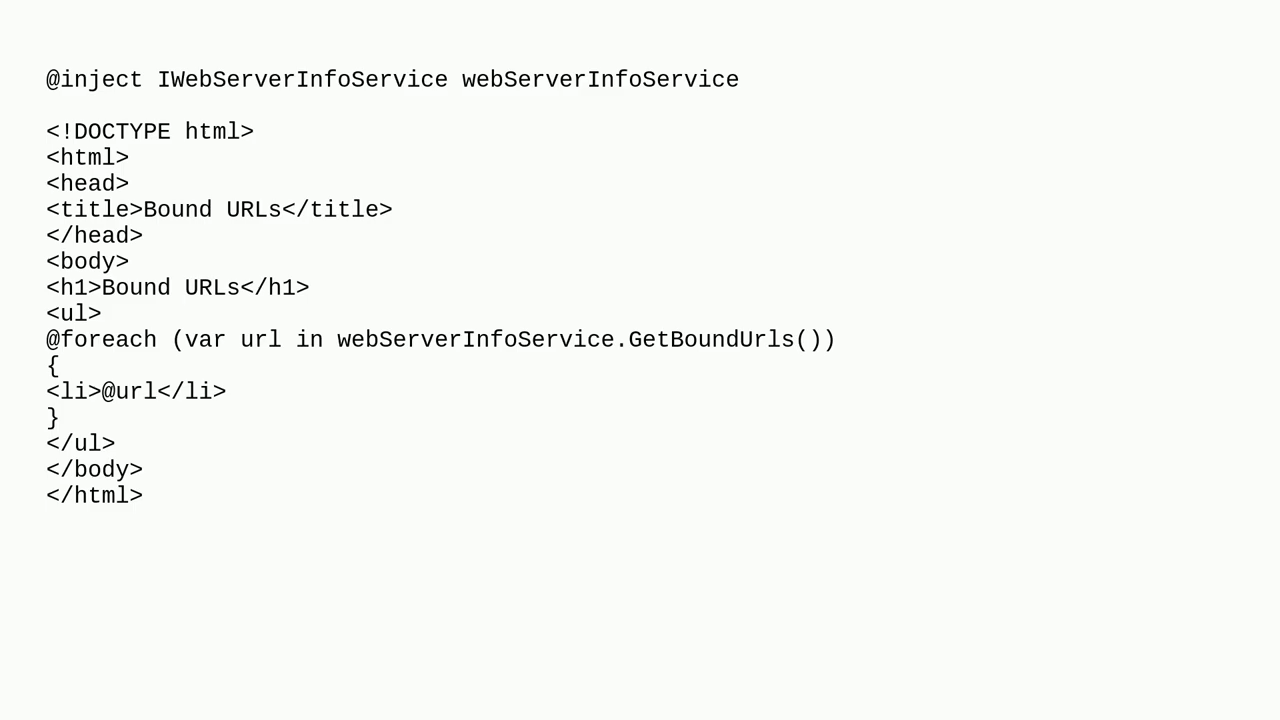 @inject IWebServerInfoService webServerInfoService

<!DOCTYPE html>
<html>
<head>
<title>Bound URLs</title>
</head>
<body>
<h1>Bound URLs</h1>
<ul>
@foreach (var url in webServerInfoService.GetBoundUrls())
{
<li>@url</li>
}
</ul>
</body>
</html>